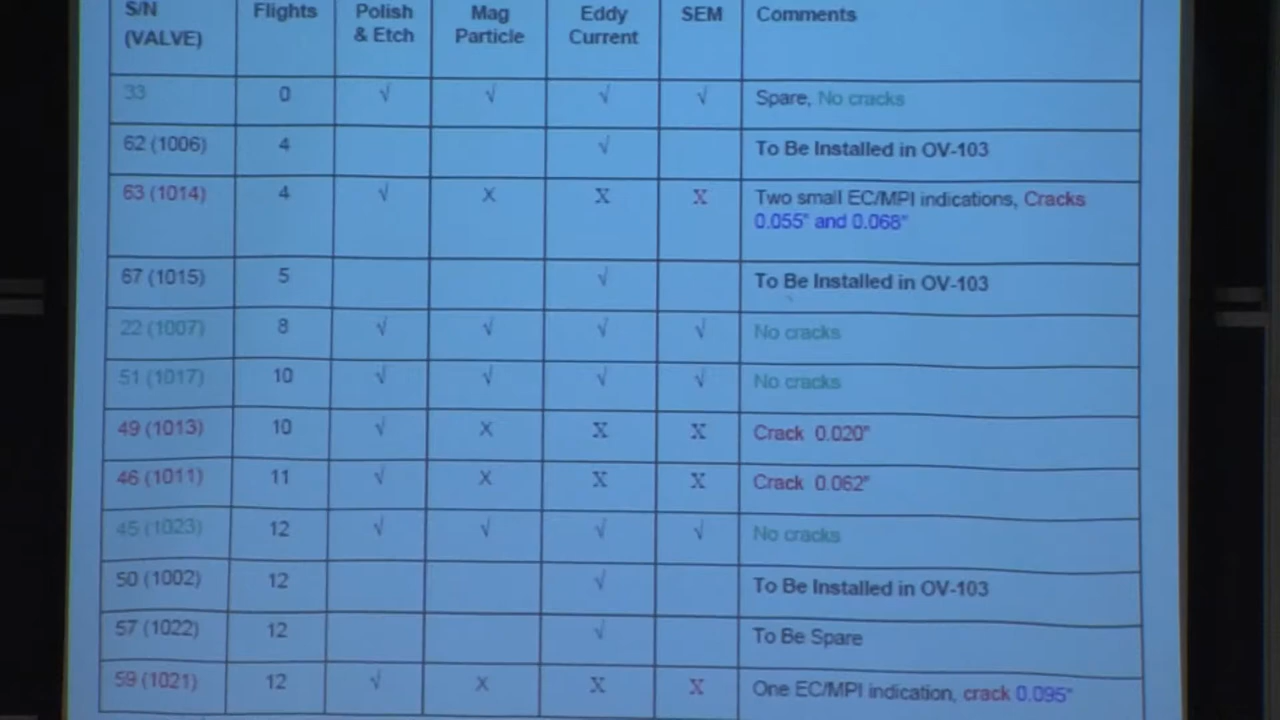 S/N (VALVE) Flights Polish & Etch Mag Particle Eddy Current SEM Comments
33 0 √ √ √ √ Spare, No cracks
62 (1006) 4 √ To Be Installed in OV-103
63 (1014) 4 √ X X X Two small EC/MPI indications, Cracks
0.055" and 0.068"
67 (1015) 5 √ To Be Installed in OV-103
22 (1007) 8 √ √ √ √ No cracks
51 (1017) 10 √ √ √ √ No cracks
49 (1013) 10 √ X X X Crack 0.020"
46 (1011) 11 √ X X X Crack 0.062"
45 (1023) 12 √ √ √ √ No cracks
50 (1002) 12 √ To Be Installed in OV-103
57 (1022) 12 √ To Be Spare
59 (1021) 12 √ X X X One EC/MPI indication, crack 0.095"